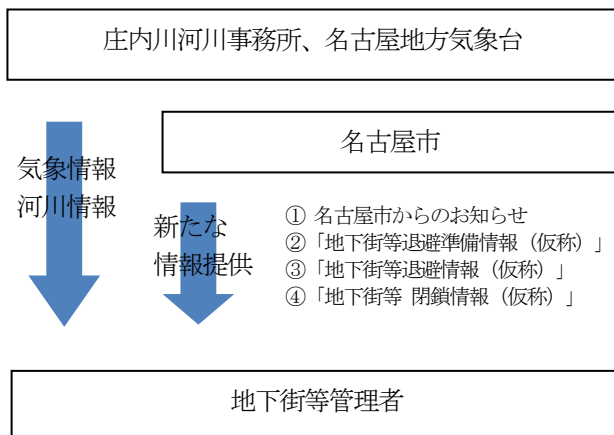 庄内川河川事務所、名古屋地方気象台
名古屋市
気象情報
河川情報
新たな
情報提供
① 名古屋市からのお知らせ
②「地下街等退避準備情報（仮称）」
③「地下街等退避情報（仮称）」
④「地下街等 閉鎖情報（仮称）」
地下街等管理者